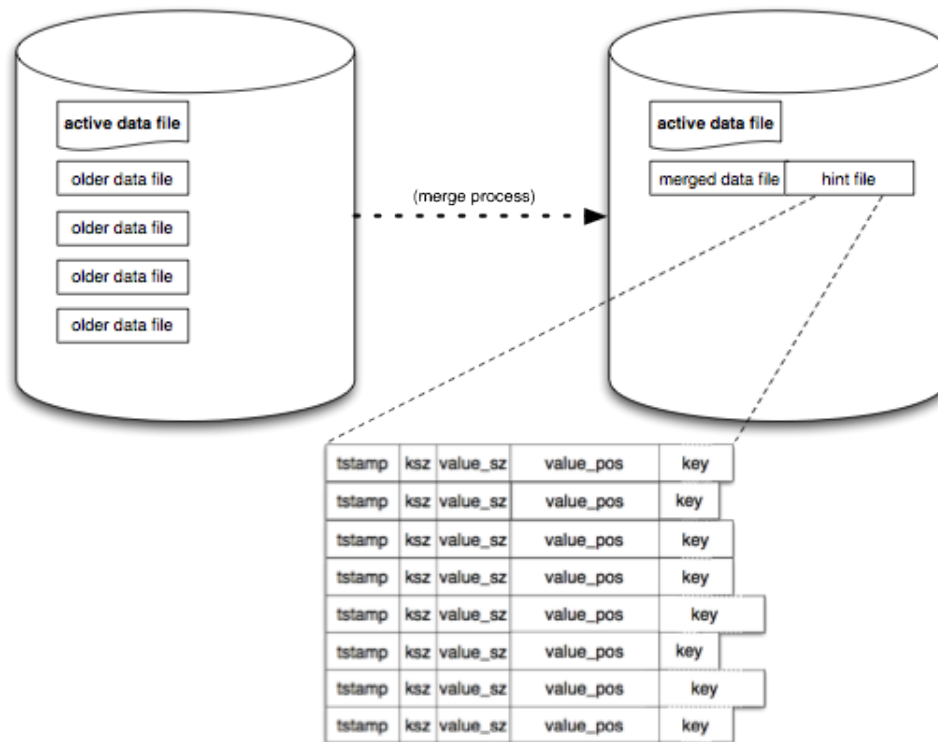 active data file
older data file
older data file
older data file
older data file
(merge process)
active data file
merged data file hint file
tstamp ksz value_sz value_pos key
tstamp ksz value_sz value_pos key
tstamp ksz value_sz value_pos key
tstamp ksz value_sz value_pos key
tstamp ksz value_sz value_pos key
tstamp ksz value_sz value_pos key
tstamp ksz value_sz value_pos key
tstamp ksz value_sz value_pos key